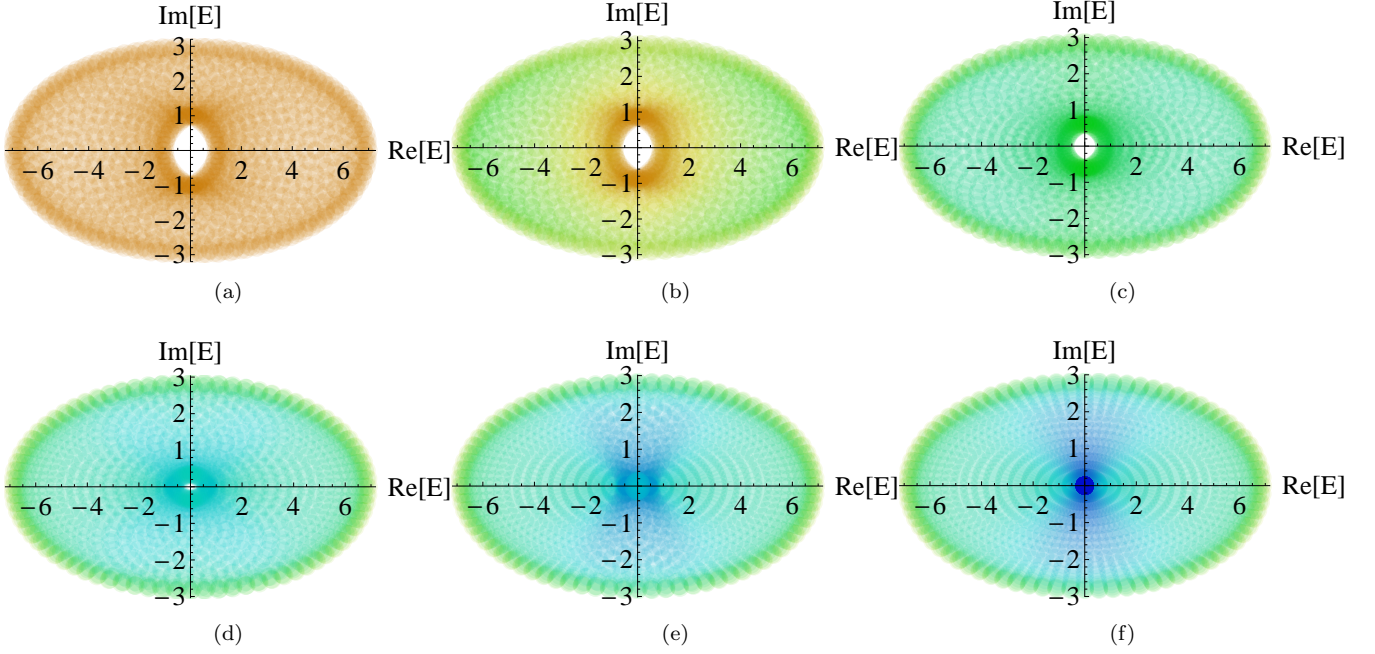 Im[E] Im[E] Im[E]
3 3 3
2 2 2
1 1 1
Re[E] Re[E] Re[E]
−6 −4 −2 2 4 6 −6 −4 −2 2 4 6 −6 −4 −2 2 4 6
−1 −1 −1
−2 −2 −2
−3 −3 −3
(a) (b) (c)
Im[E] Im[E] Im[E]
3 3 3
2 2 2
1 1 1
Re[E] Re[E] Re[E]
−6 −4 −2 2 4 6 −6 −4 −2 2 4 6 −6 −4 −2 2 4 6
−1 −1 −1
−2 −2 −2
−3 −3 −3
(d) (e) (f)